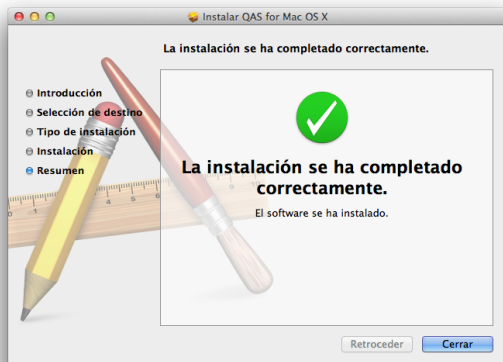 Instalar QAS for Mac OS X
La instalación se ha completado correctamente.
Introducción
Selección de destino
Tipo de instalación
Instalación
Resumen
La instalación se ha completado
correctamente.
El software se ha instalado.
Retroceder
Cerrar